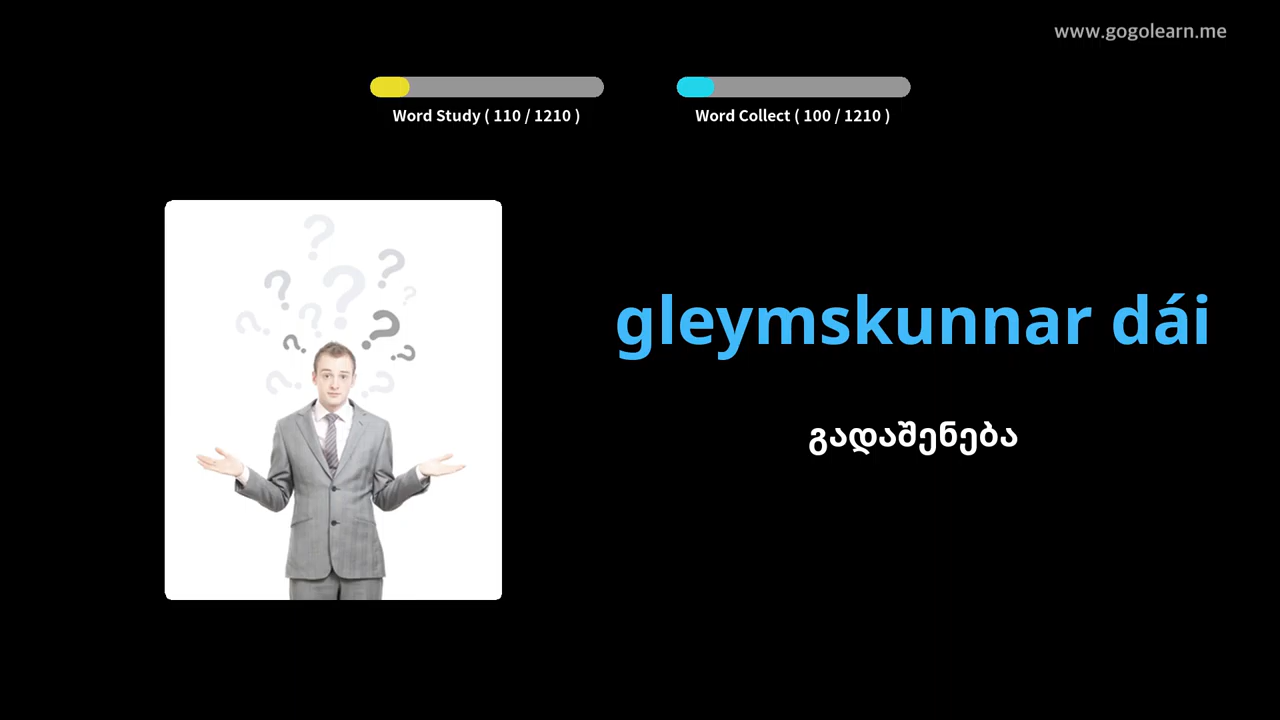 www.gogolearn.me
Word Study ( 110 / 1210 )
Word Collect ( 100 / 1210 )
gleymskunnar dái
გადაშენება